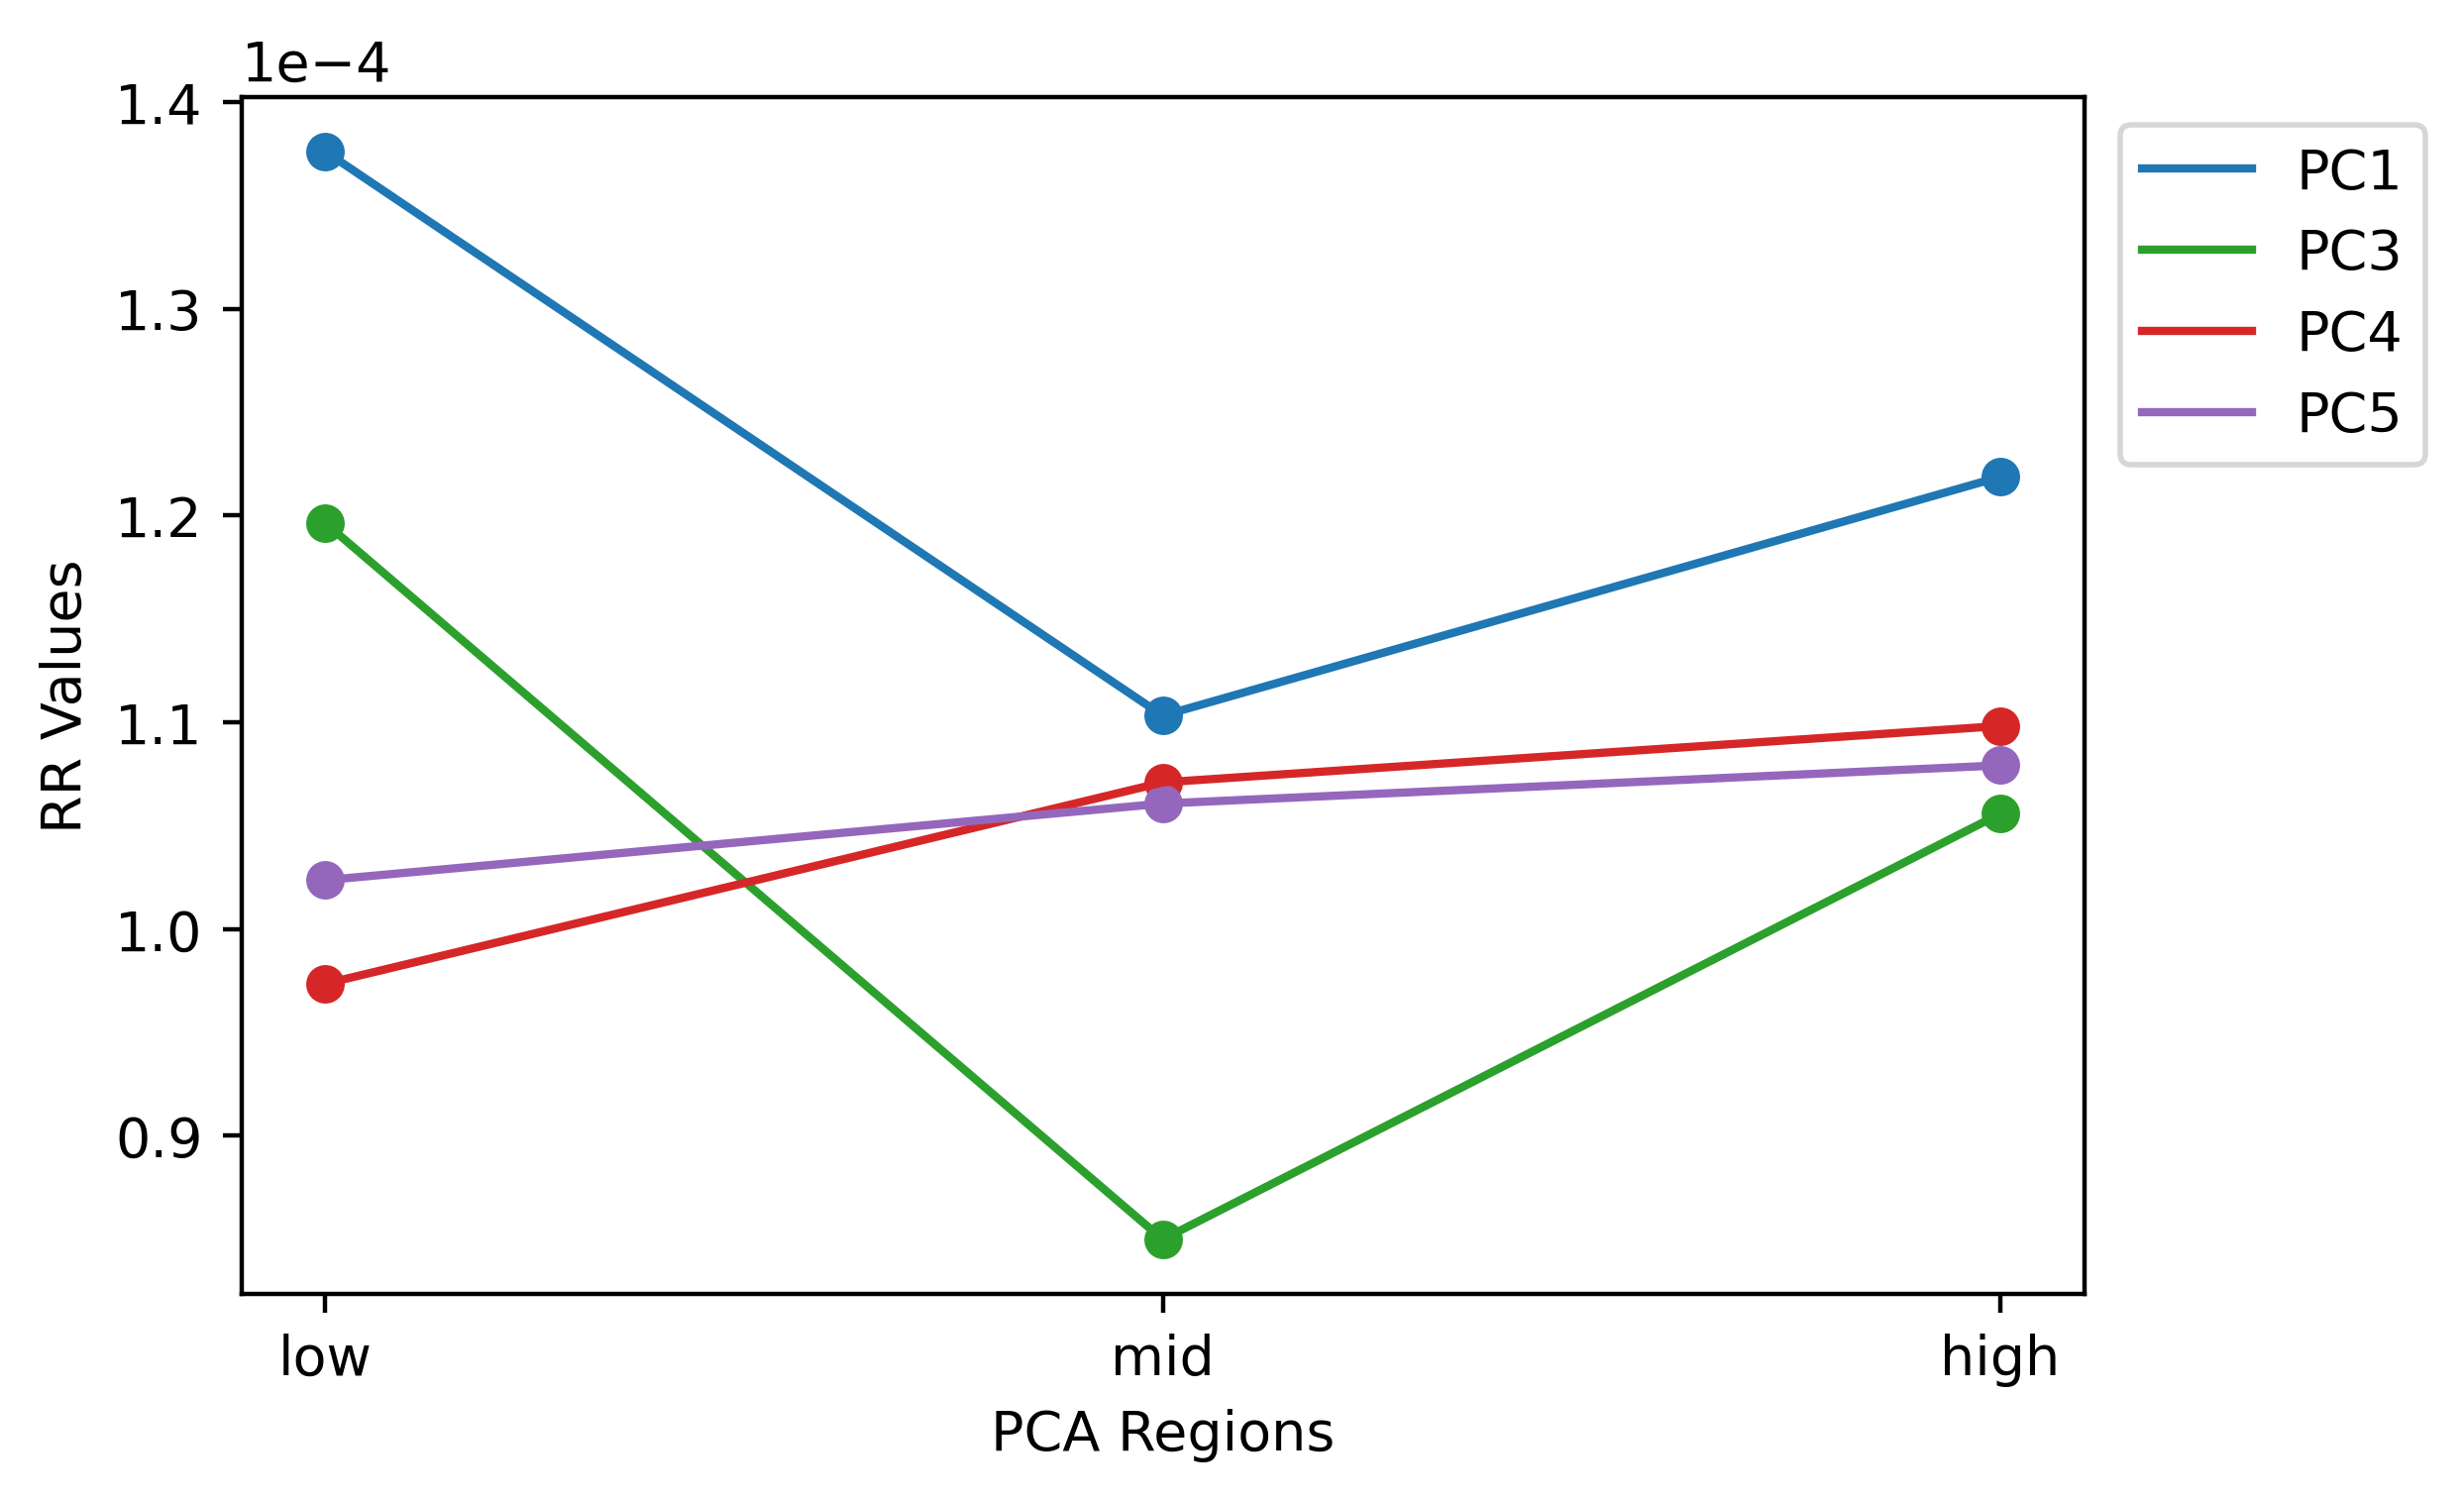 1e−4
1.4
1.3
1.2
1.1
1.0
0.9
RR Values
low
mid
high
PCA Regions
PC1
PC3
PC4
PC5